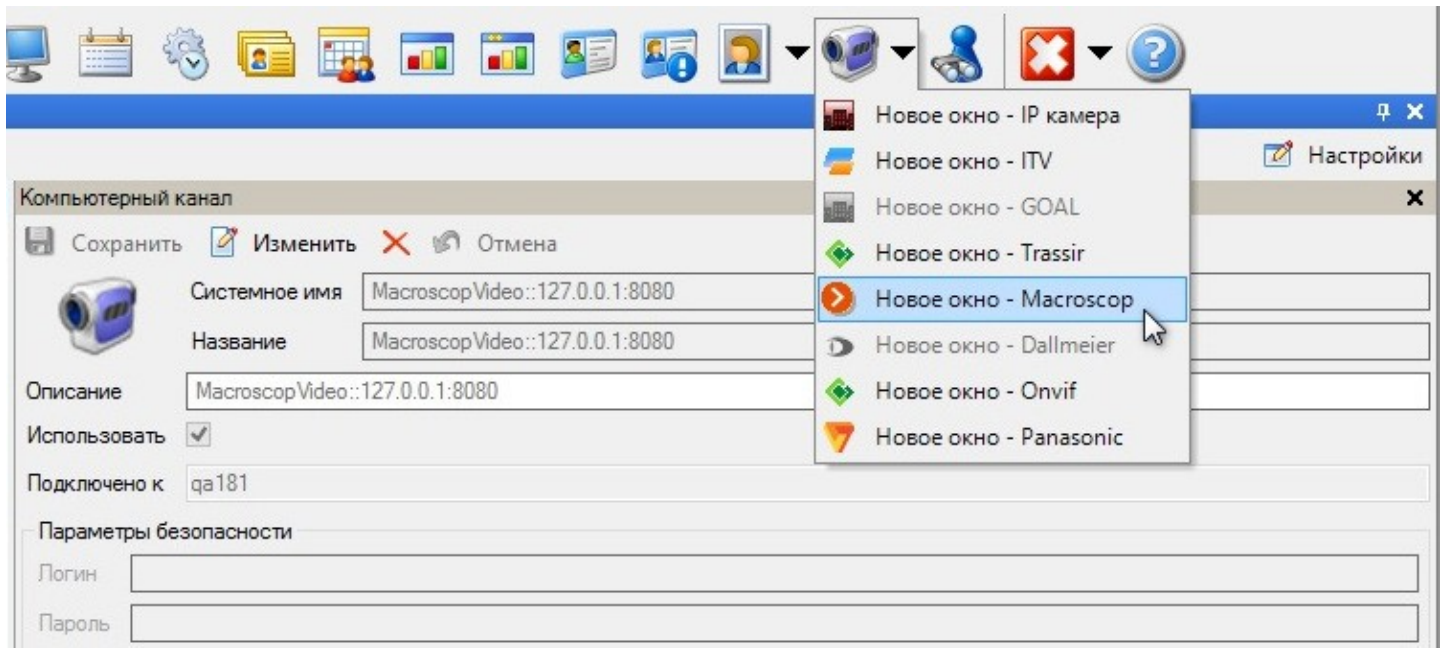 Новое окно - IP камера
Новое окно - ITV
Новое окно - GOAL
Новое окно - Trassir
Новое окно - Macroscop
Новое окно - Dallmeier
Новое окно - Onvif
Новое окно - Panasonic
Настройки
Компьютерный канал
Сохранить Изменить Отмена
Системное имя MacroscopVideo::127.0.0.1:8080
Название MacroscopVideo::127.0.0.1:8080
Описание MacroscopVideo::127.0.0.1:8080
Использовать
Подключено к qa181
Параметры безопасности
Логин
Пароль